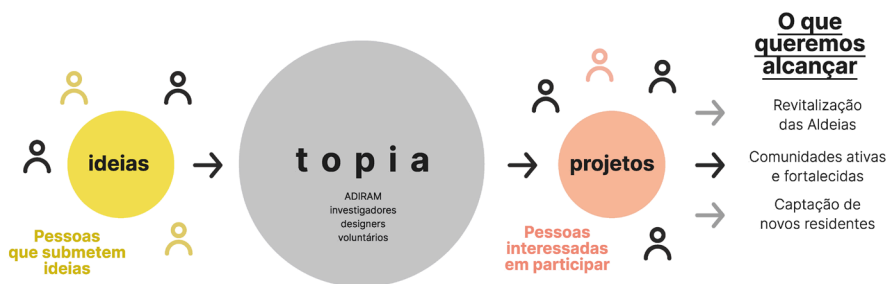 ideias
Pessoas
que submetem
ideias
topia
ADIRAM
investigadores
designers
voluntários
projetos
Pessoas
interessadas
em participar
O que
queremos
alcançar
Revitalização
das Aldeias
Comunidades ativas
e fortalecidas
Captação de
novos residentes